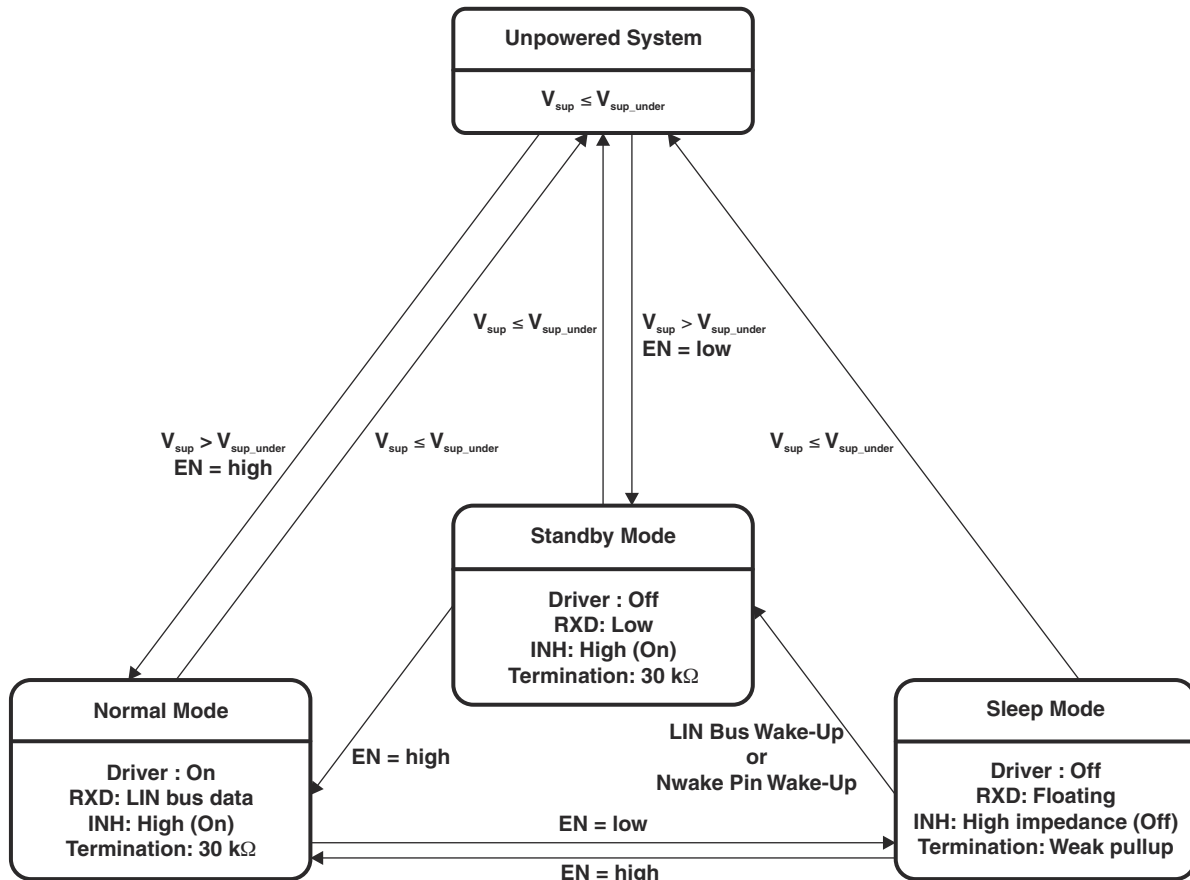 Unpowered System
V_sup ≤ V_sup_under
V_sup ≤ V_sup_under
V_sup > V_sup_under
EN = low
V_sup > V_sup_under
EN = high
V_sup ≤ V_sup_under
V_sup ≤ V_sup_under
Standby Mode
Driver : Off
RXD: Low
INH: High (On)
Termination: 30 kΩ
Normal Mode
Driver : On
RXD: LIN bus data
INH: High (On)
Termination: 30 kΩ
EN = high
LIN Bus Wake-Up
or
Nwake Pin Wake-Up
Sleep Mode
Driver : Off
RXD: Floating
INH: High impedance (Off)
Termination: Weak pullup
EN = low
EN = high